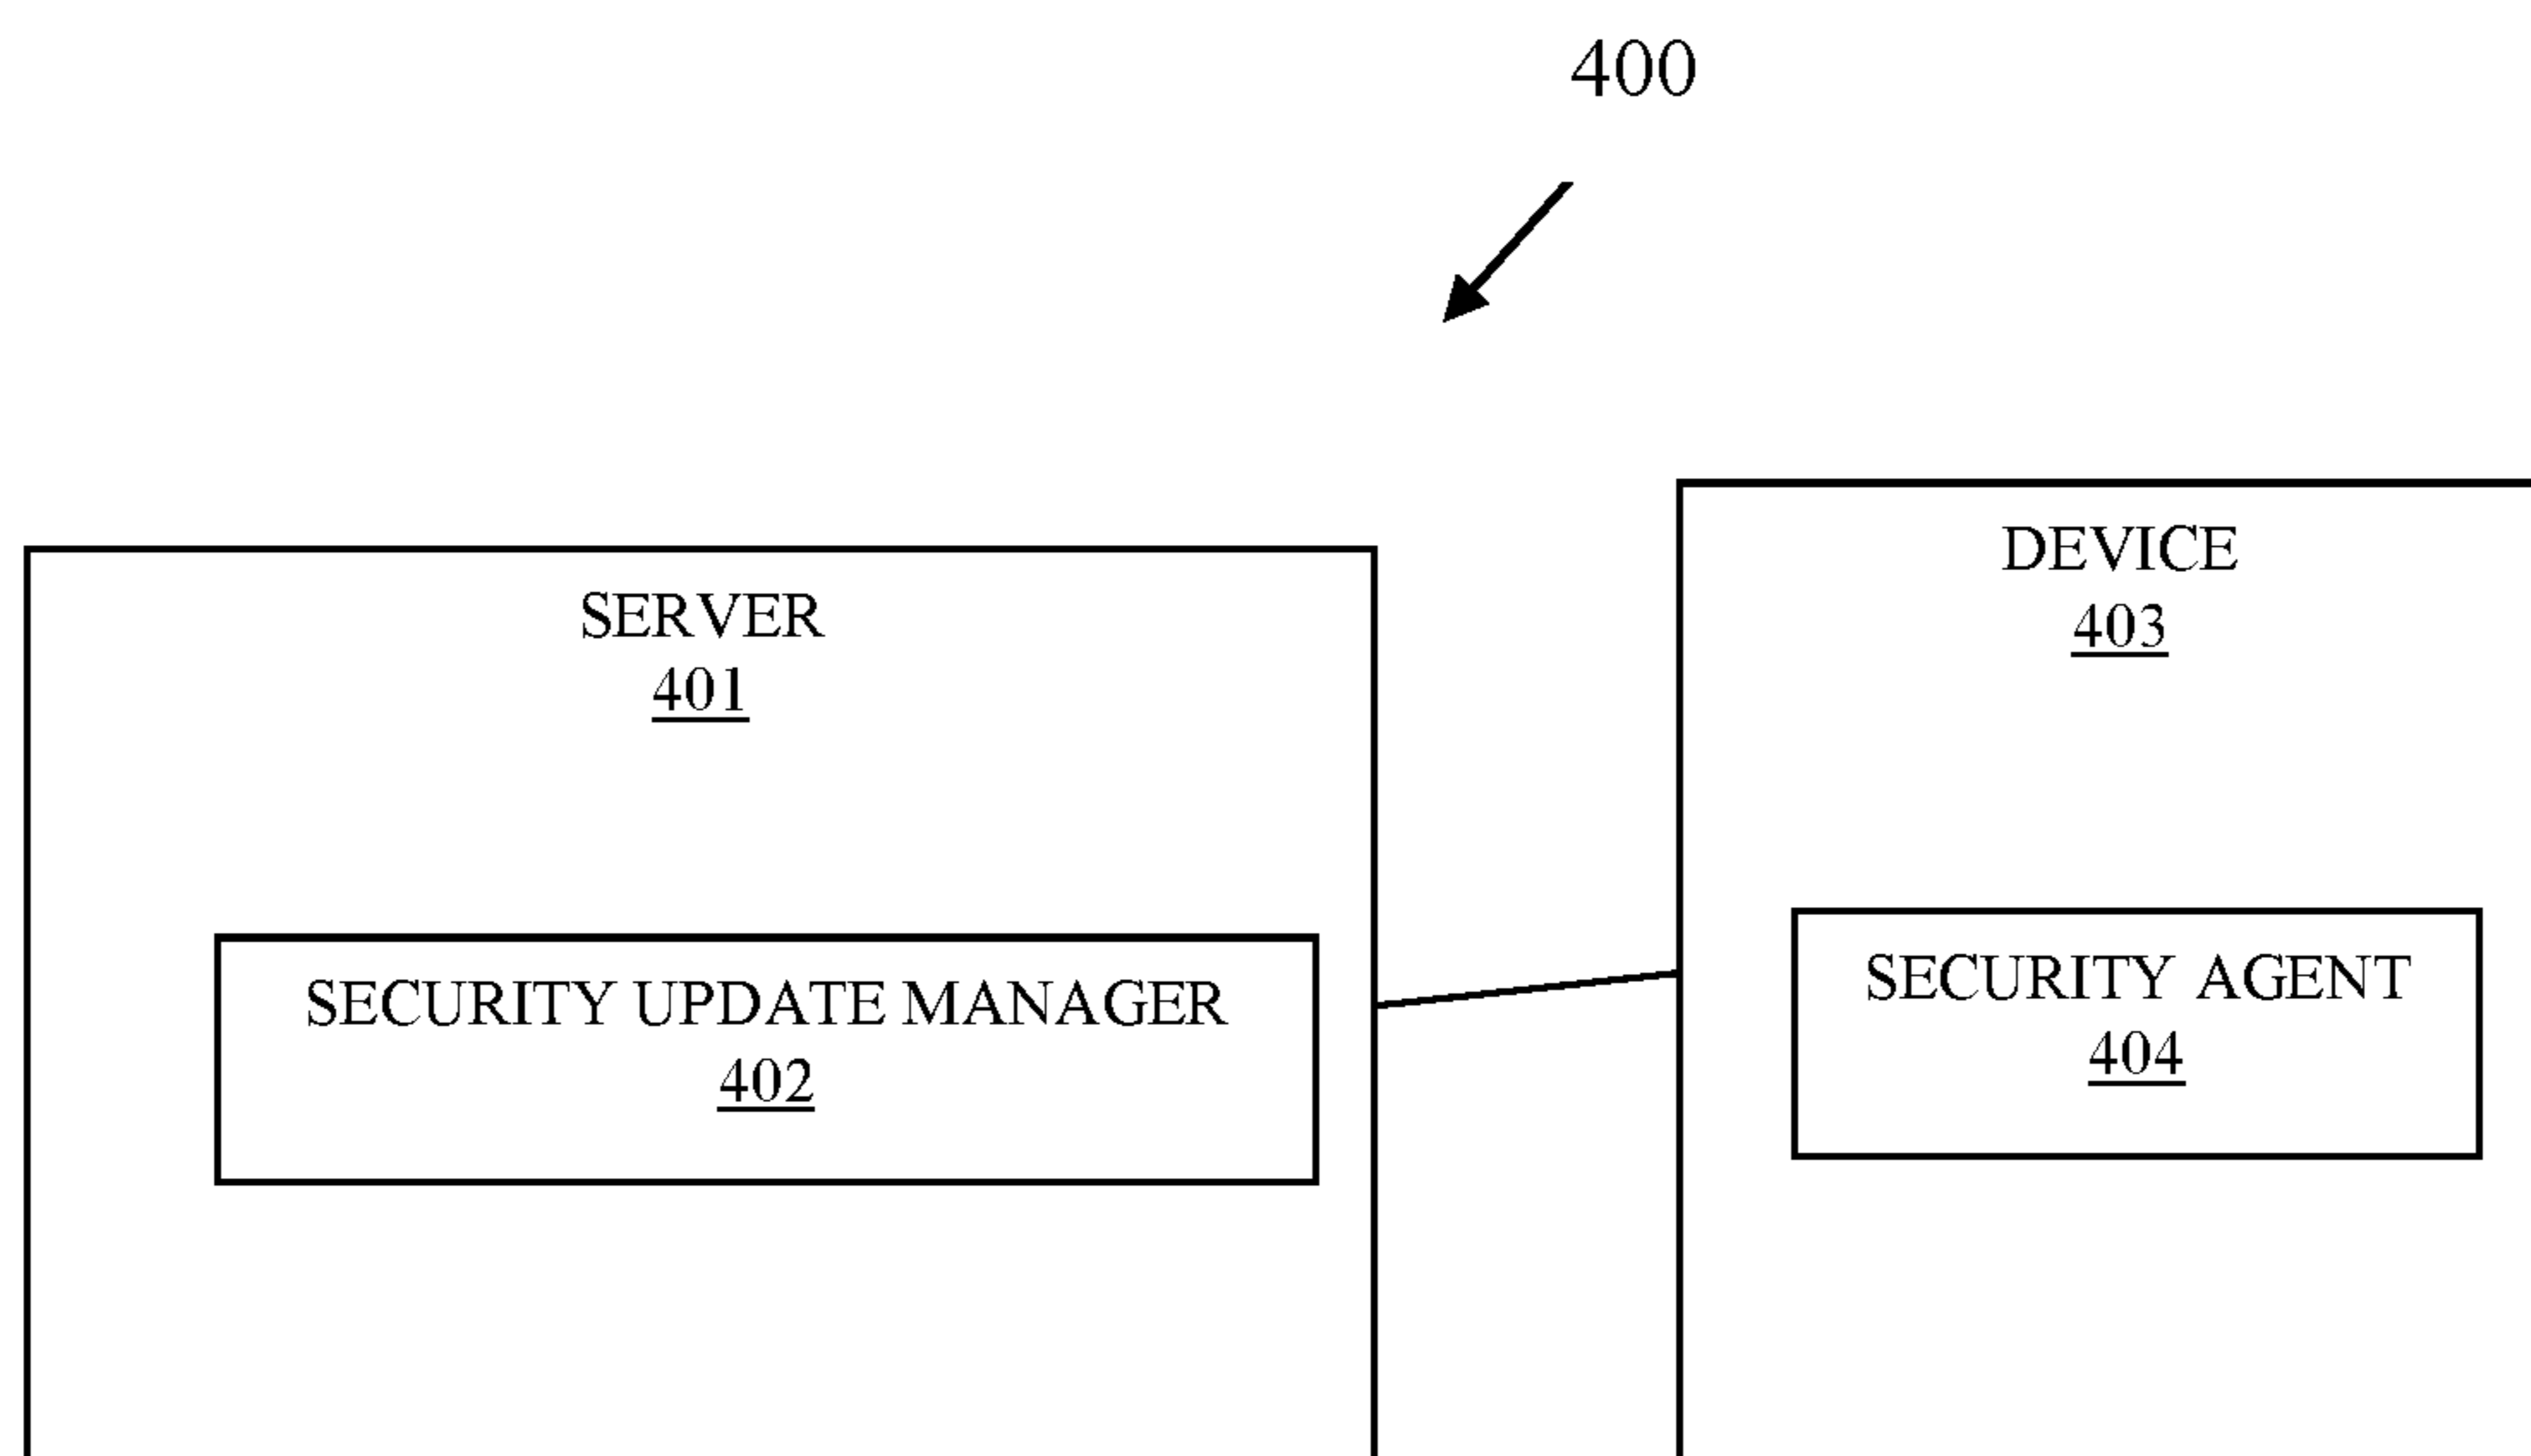 400
SERVER
401
SECURITY UPDATE MANAGER
402
DEVICE
403
SECURITY AGENT
404